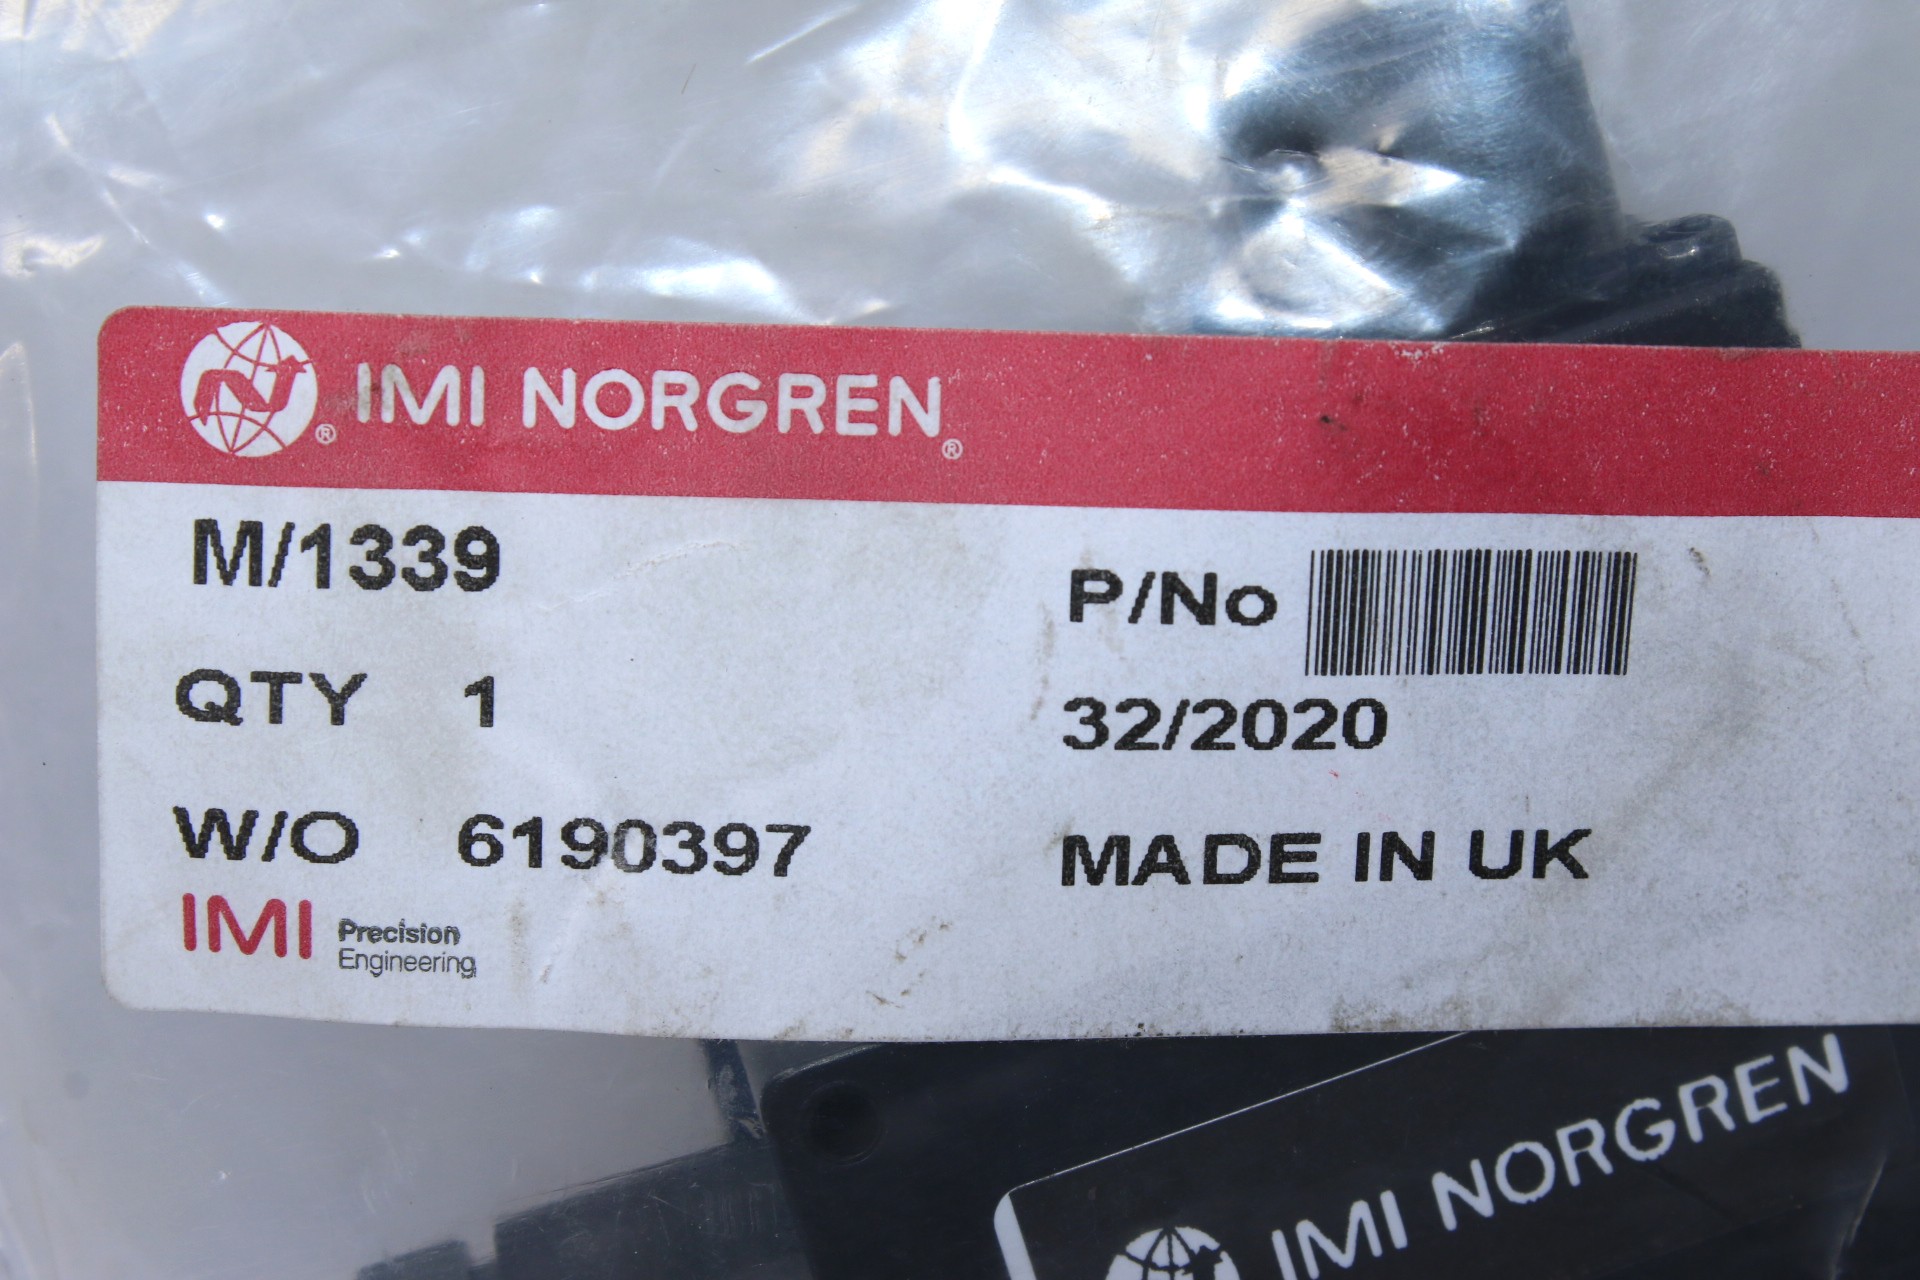 IMI NORGREN
M/1339
P/No
QTY 1
32/2020
W/O 6190397
MADE IN UK
IMI Precision
Engineering
IMI NORGREN